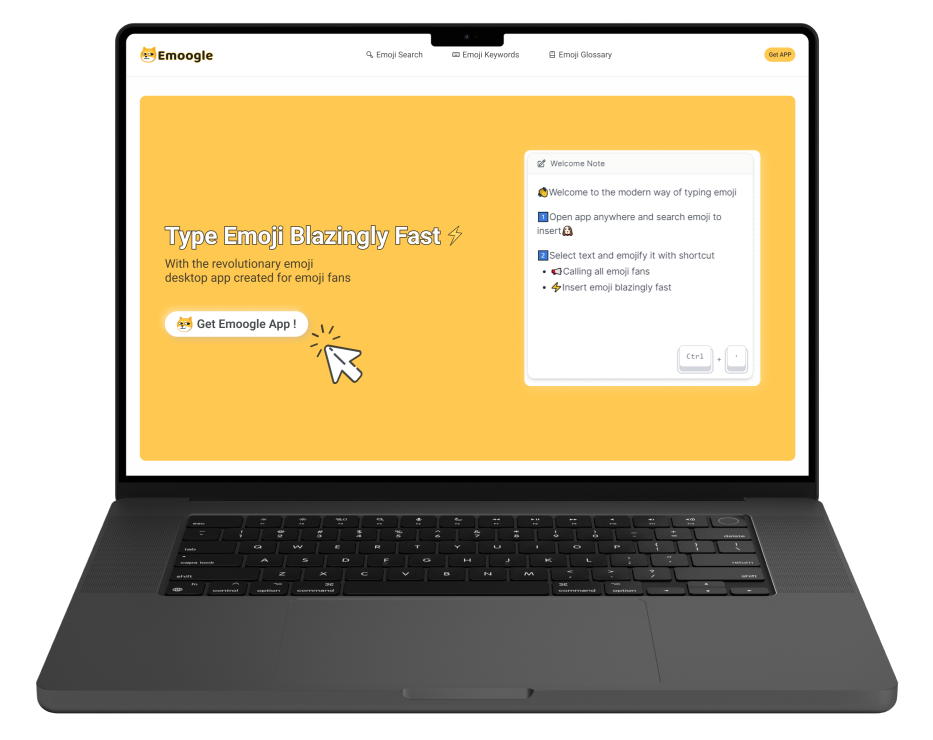 Emoogle
Emoji Search
Emoji Keywords
Emoji Glossary
Get APP
Type Emoji Blazingly Fast ⚡
With the revolutionary emoji
desktop app created for emoji fans
Get Emoogle App !
Welcome Note
Welcome to the modern way of typing emoji
1 Open app anywhere and search emoji to
insert
2 Select text and emojify it with shortcut
• Calling all emoji fans
• ⚡Insert emoji blazingly fast
Ctrl + '
esc
delete
tab Q W E R T Y U I O P
caps lock A S D F G H J K L return
shift Z X C V B N M shift
fn control option command command option